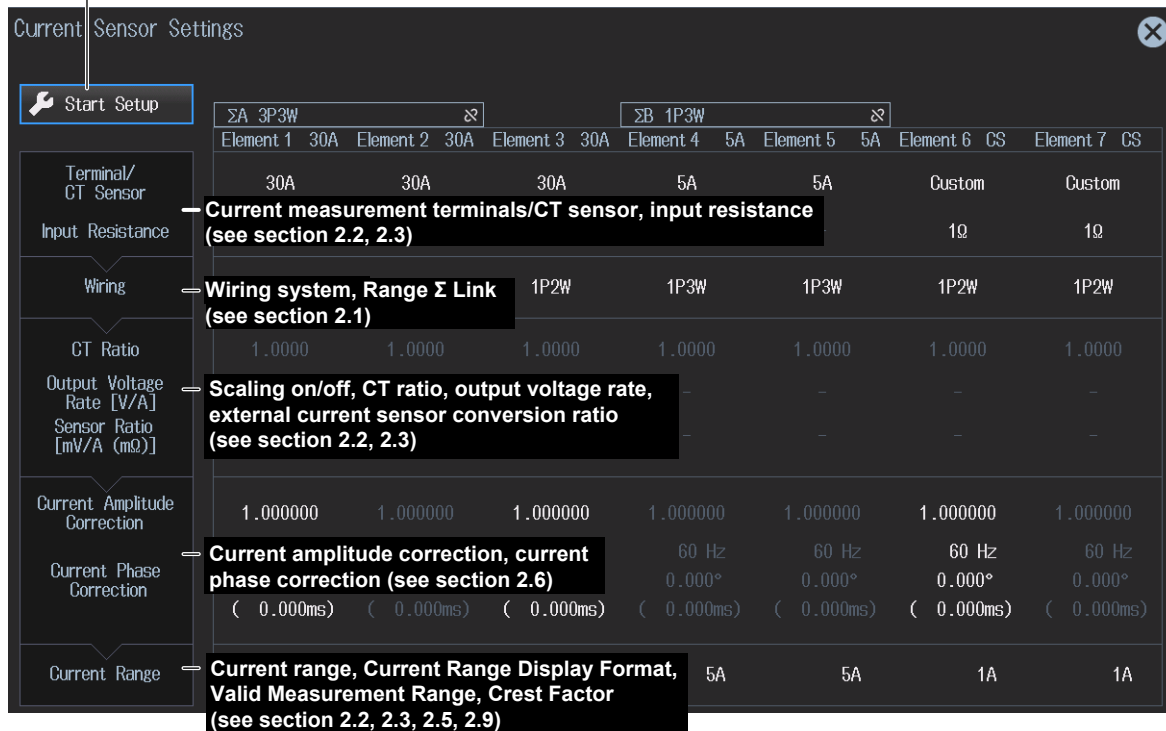 Current Sensor Settings
Start Setup
ΣA 3P3W ΣB 1P3W
Element 1 30A Element 2 30A Element 3 30A Element 4 5A Element 5 5A Element 6 CS Element 7 CS
Terminal/
CT Sensor
30A 30A 30A 5A 5A Custom Custom
Current measurement terminals/CT sensor, input resistance
(see section 2.2, 2.3)
Input Resistance - 1Ω 1Ω
Wiring 1P2W 1P3W 1P3W 1P2W 1P2W
Wiring system, Range Σ Link
(see section 2.1)
CT Ratio 1.0000 1.0000 1.0000 1.0000 1.0000 1.0000 1.0000
Output Voltage
Rate [V/A]
– – – –
Sensor Ratio
[mV/A (mΩ)]
– – – –
Scaling on/off, CT ratio, output voltage rate,
external current sensor conversion ratio
(see section 2.2, 2.3)
Current Amplitude
Correction
1.000000 1.000000 1.000000 1.000000 1.000000 1.000000 1.000000
Current amplitude correction, current
phase correction (see section 2.6)
Current Phase
Correction
60 Hz 60 Hz 60 Hz 60 Hz
0.000° 0.000° 0.000° 0.000°
( 0.000ms) ( 0.000ms) ( 0.000ms) ( 0.000ms) ( 0.000ms) ( 0.000ms) ( 0.000ms)
Current Range 5A 5A 1A 1A
Current range, Current Range Display Format,
Valid Measurement Range, Crest Factor
(see section 2.2, 2.3, 2.5, 2.9)